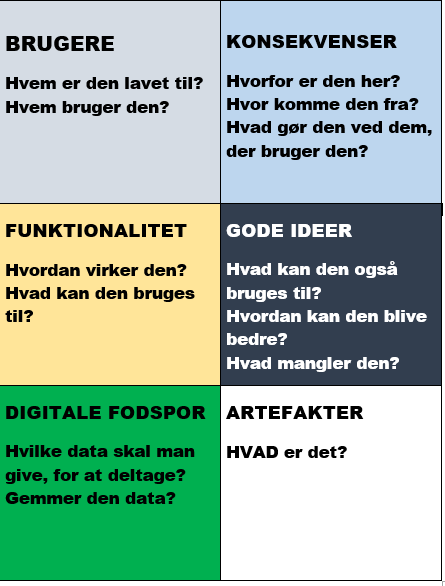 BRUGERE
Hvem er den lavet til?
Hvem bruger den?
KONSEKVENSER
Hvorfor er den her?
Hvor komme den fra?
Hvad gør den ved dem,
der bruger den?
FUNKTIONALITET
Hvordan virker den?
Hvad kan den bruges
til?
GODE IDEER
Hvad kan den også
bruges til?
Hvordan kan den blive
bedre?
Hvad mangler den?
DIGITALE FODSPOR
Hvilke data skal man
give, for at deltage?
Gemmer den data?
ARTEFAKTER
HVAD er det?